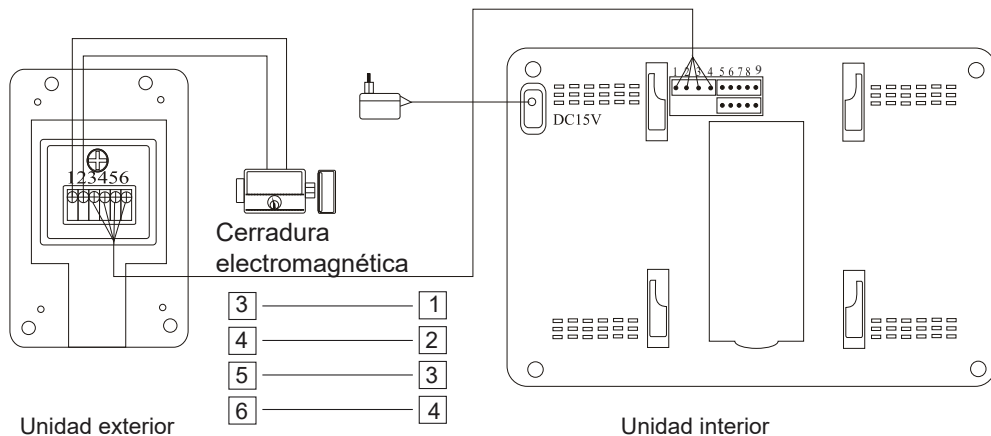 1 2 3 4 5 6 7 8 9
DC15V
123456
Cerradura
electromagnética
3 1
4 2
5 3
6 4
Unidad exterior Unidad interior